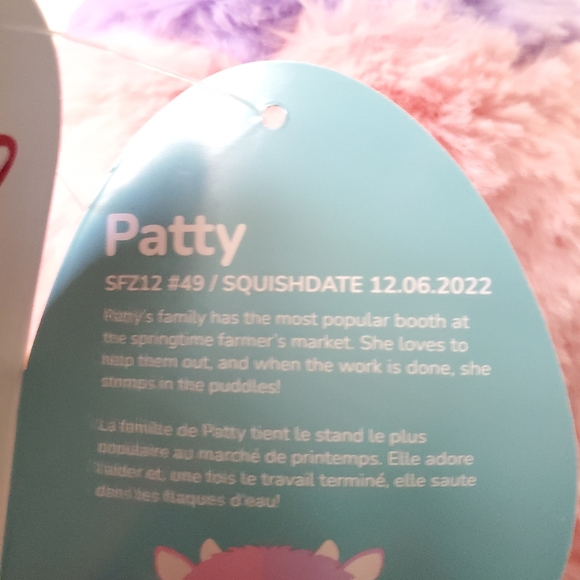 Patty
SFZ12 #49 / SQUISHDATE 12.06.2022
Patty's family has the most popular booth at
the springtime farmer's market. She loves to
help them out, and when the work is done, she
stomps in the puddles!
La famille de Patty tient le stand le plus
populaire au marché de printemps. Elle adore
l'aider et, une fois le travail terminé, elle saute
dans les flaques d'eau!